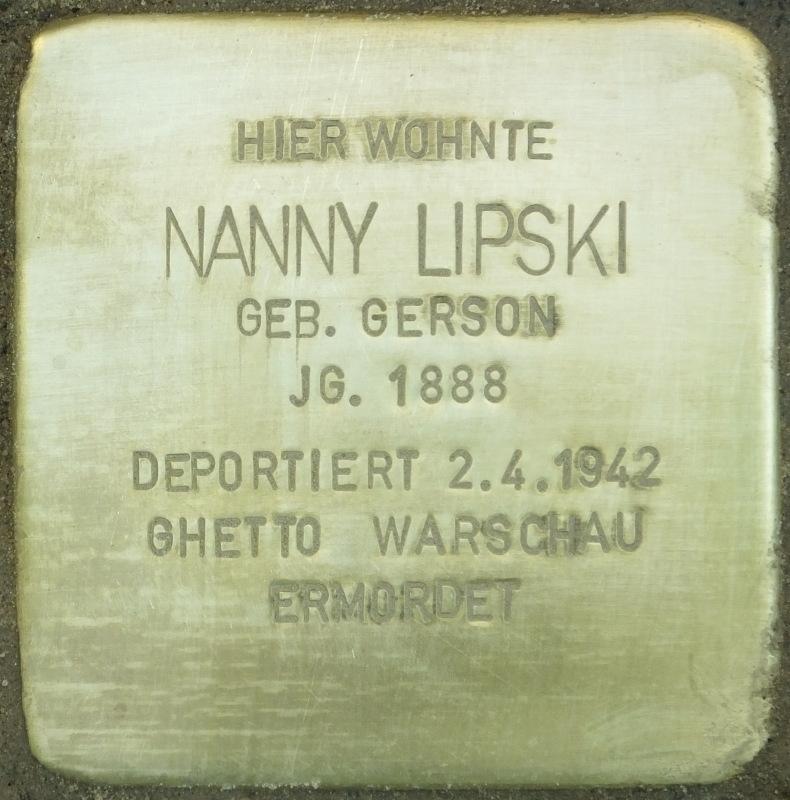 HIER WOHNTE
NANNY LIPSKI
GEB. GERSON
JG. 1888
DEPORTIERT 2.4.1942
GHETTO WARSCHAU
ERMORDET